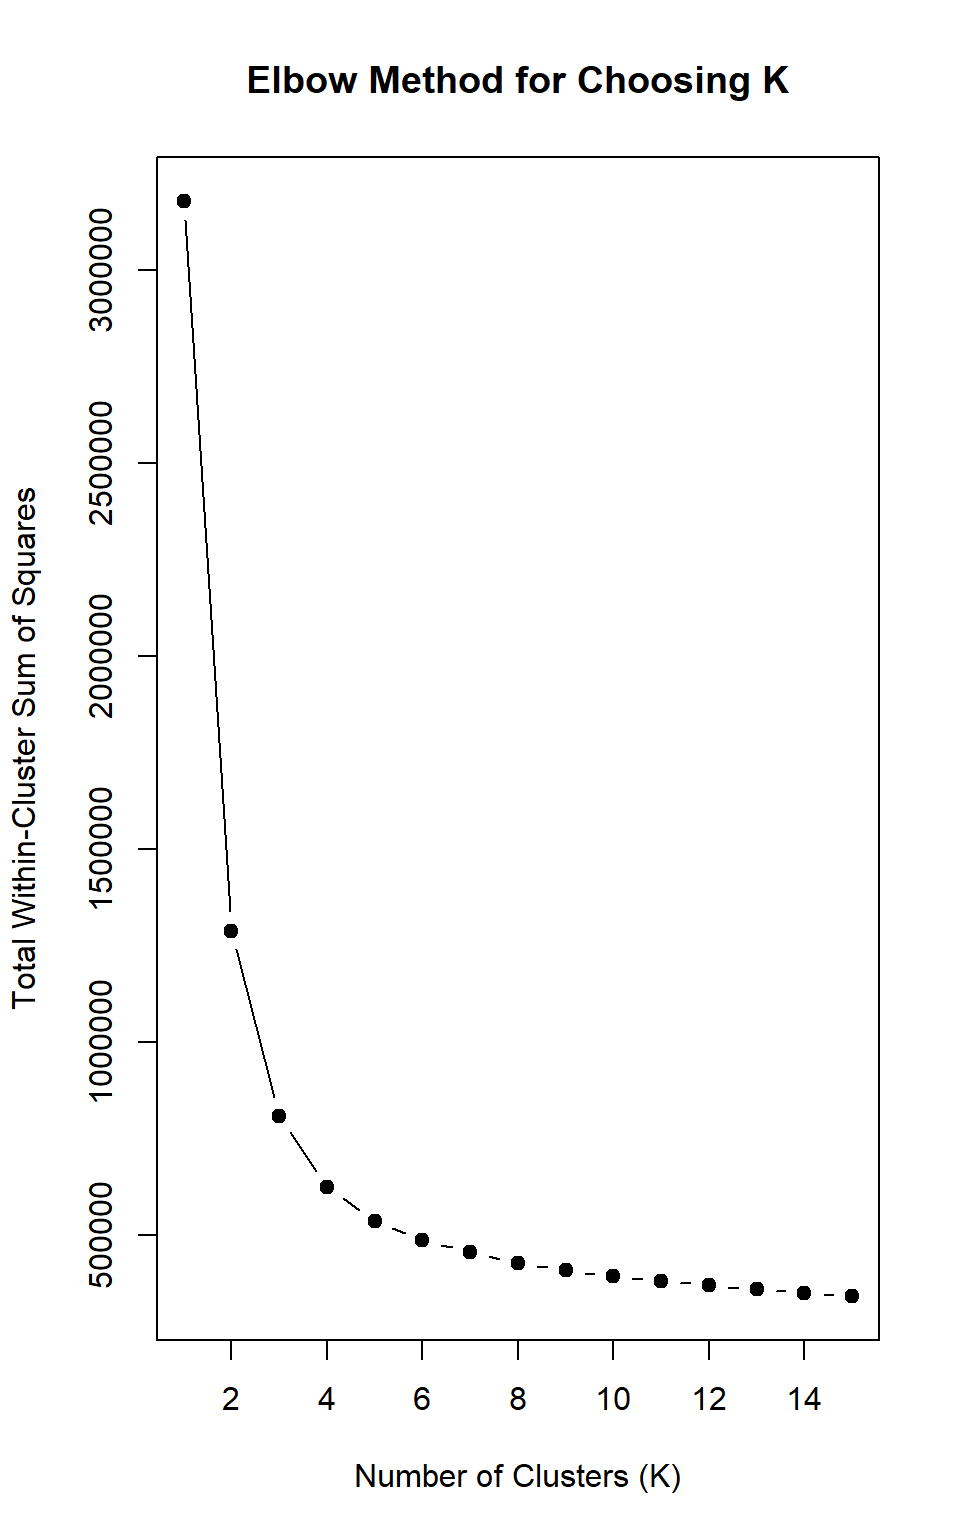 Elbow Method for Choosing K
Total Within-Cluster Sum of Squares
3000000
2500000
2000000
1500000
1000000
500000
2 4 6 8 10 12 14
Number of Clusters (K)